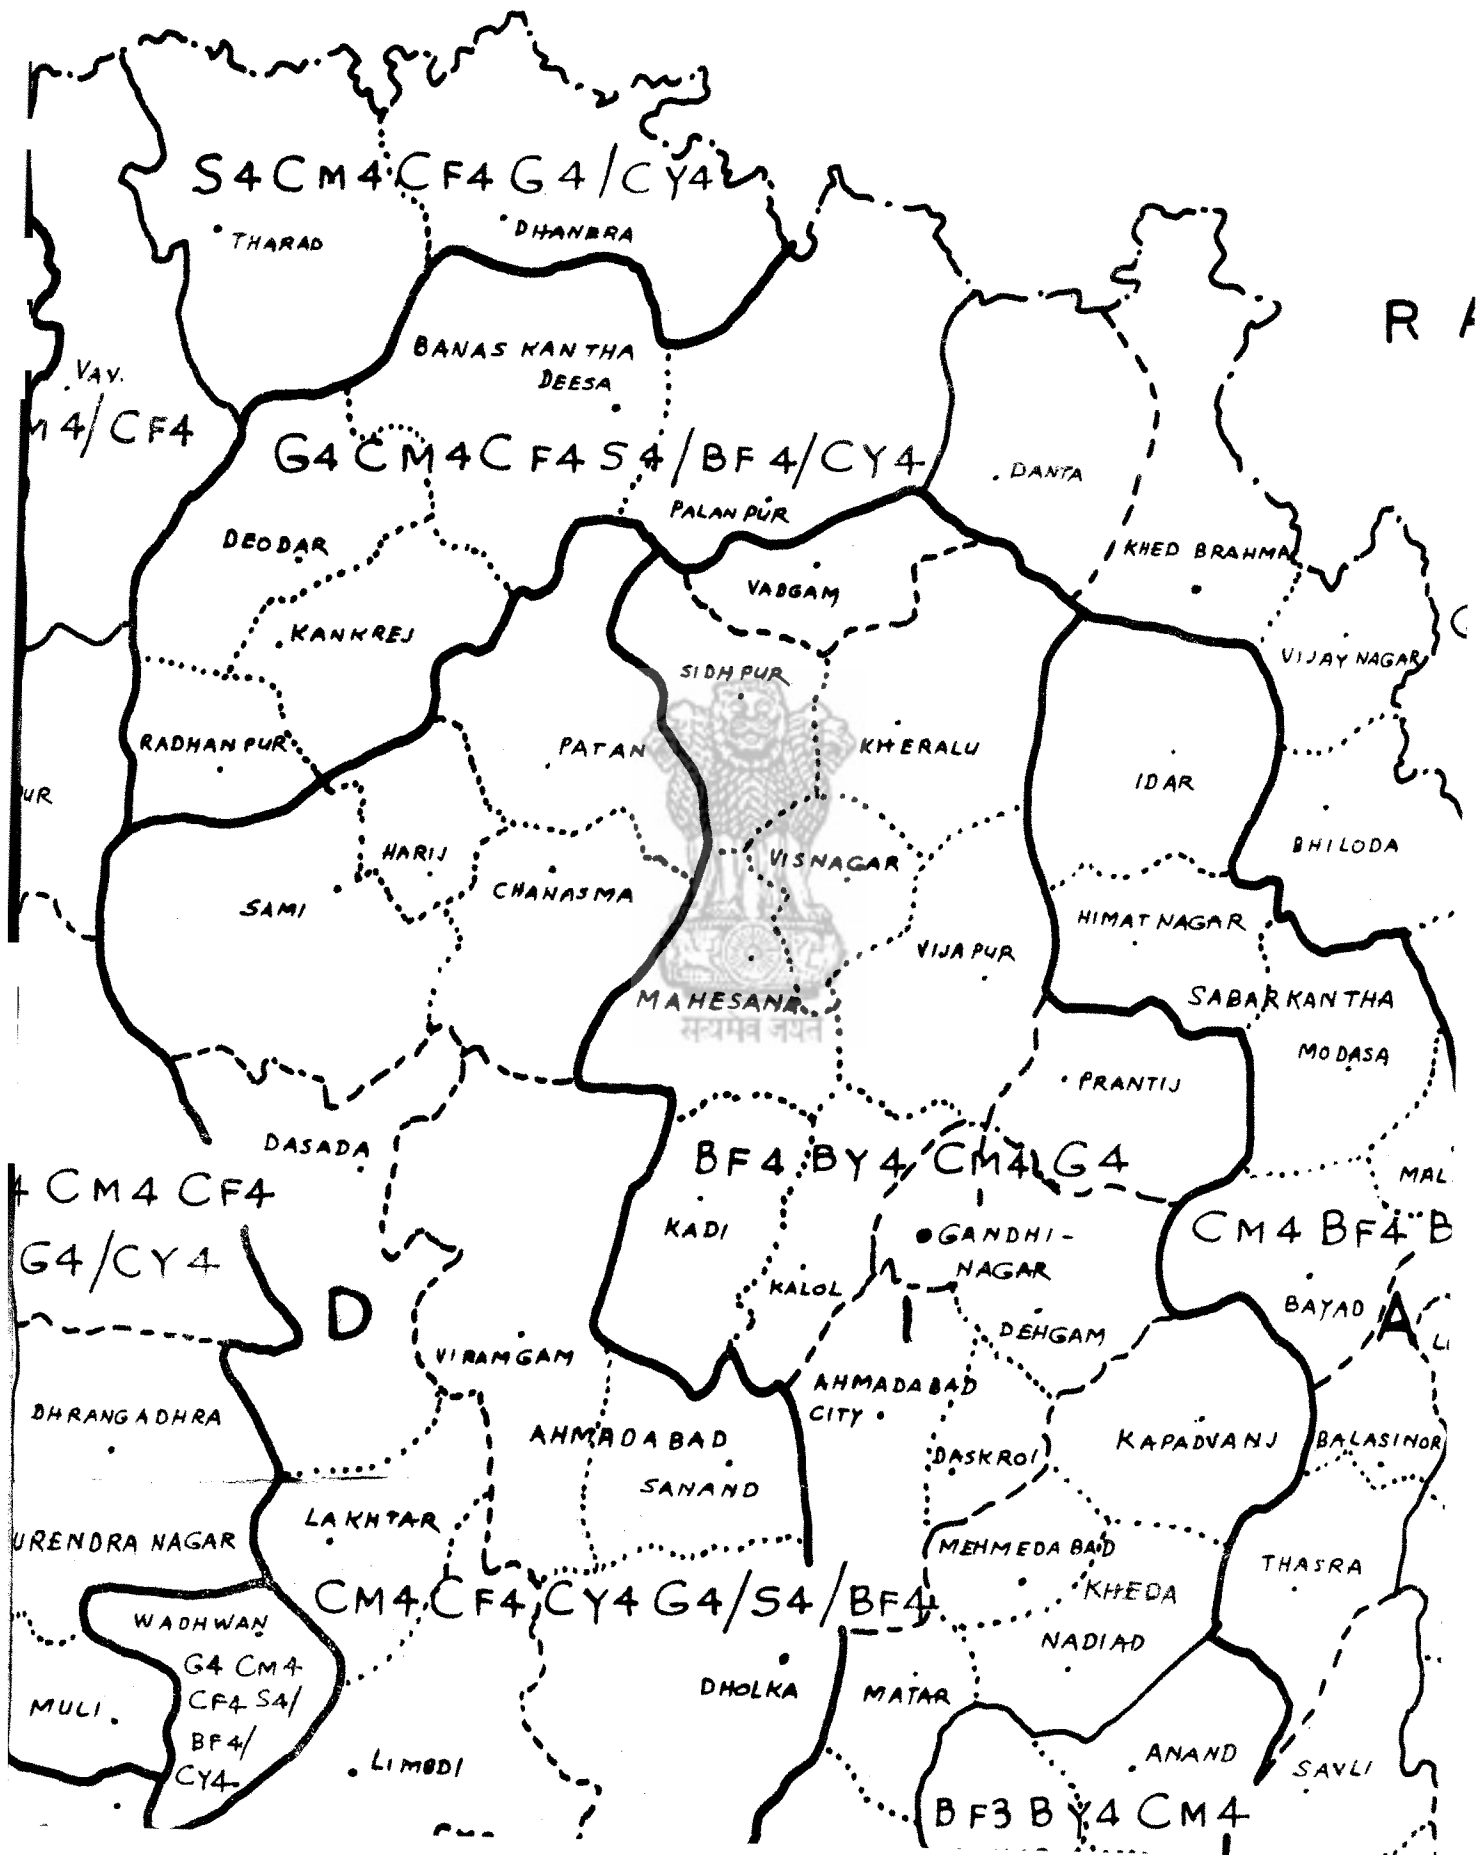 S4 CM4 CF4 G4/CY4
THARAD
DHANERA
R
BANAS KANTHA
DEESA
VAV.
M4/CF4
G4 CM4 CF4 S4/BF4/CY4
DANTA
PALANPUR
DEODAR
KHED BRAHMA
VADGAM
KANKREJ
VIJAY NAGAR
SIDHPUR
RADHANPUR
PATAN
KHERALU
IDAR
UR
BHILODA
HARIJ
VISNAGAR
CHANASMA
SAMI
HIMATNAGAR
VIJAPUR
MAHESANA
SABARKANTHA
सत्यमेव जयते
MODASA
PRANTIJ
DASADA
BF4 BY4 CM4 G4
MAL
4 CM4 CF4
KADI
CM4 BF4 B
GANDHI-
NAGAR
G4/CY4
KALOL
BAYAD
D
I
A
DEHGAM
VIRAMGAM
AHMADABAD
CITY
DHRANGADHRA
AHMADABAD
KAPADVANJ
BALASINOR
DASKROI
SANAND
LAKHTAR
URENDRA NAGAR
MEHMEDABAD
THASRA
CM4 CF4 CY4 G4/S4/BF4
KHEDA
WADHWAN
NADIAD
G4 CM4
CF4 S4/
BF4/
CY4
MULI
DHOLKA
MATAR
LIMBDI
ANAND
SAVLI
BF3 BY4 CM4